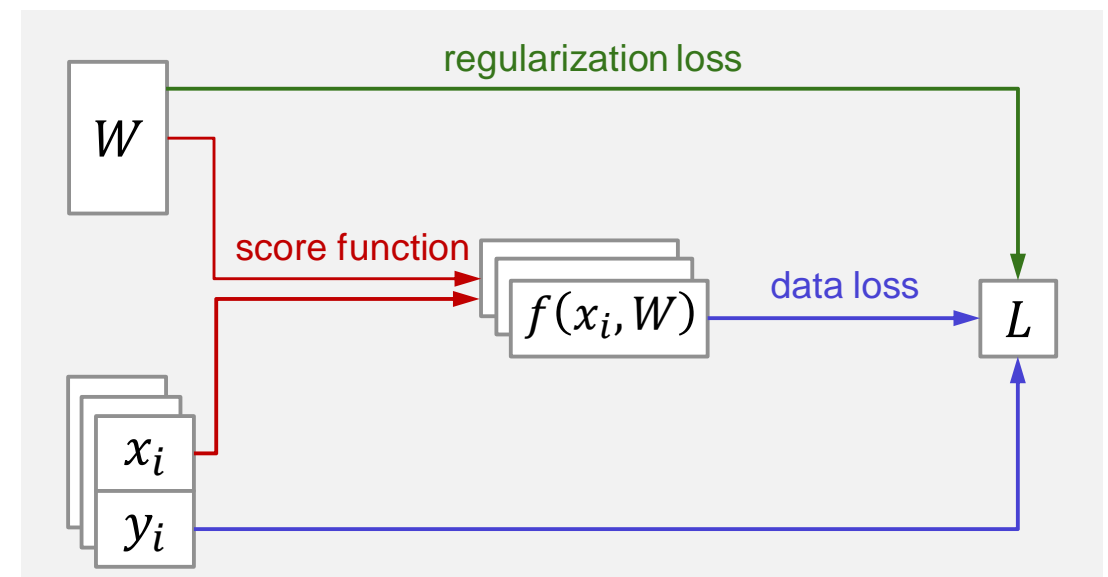 regularization loss
W
score function
data loss
f(x_i, W)
L
x_i
y_i